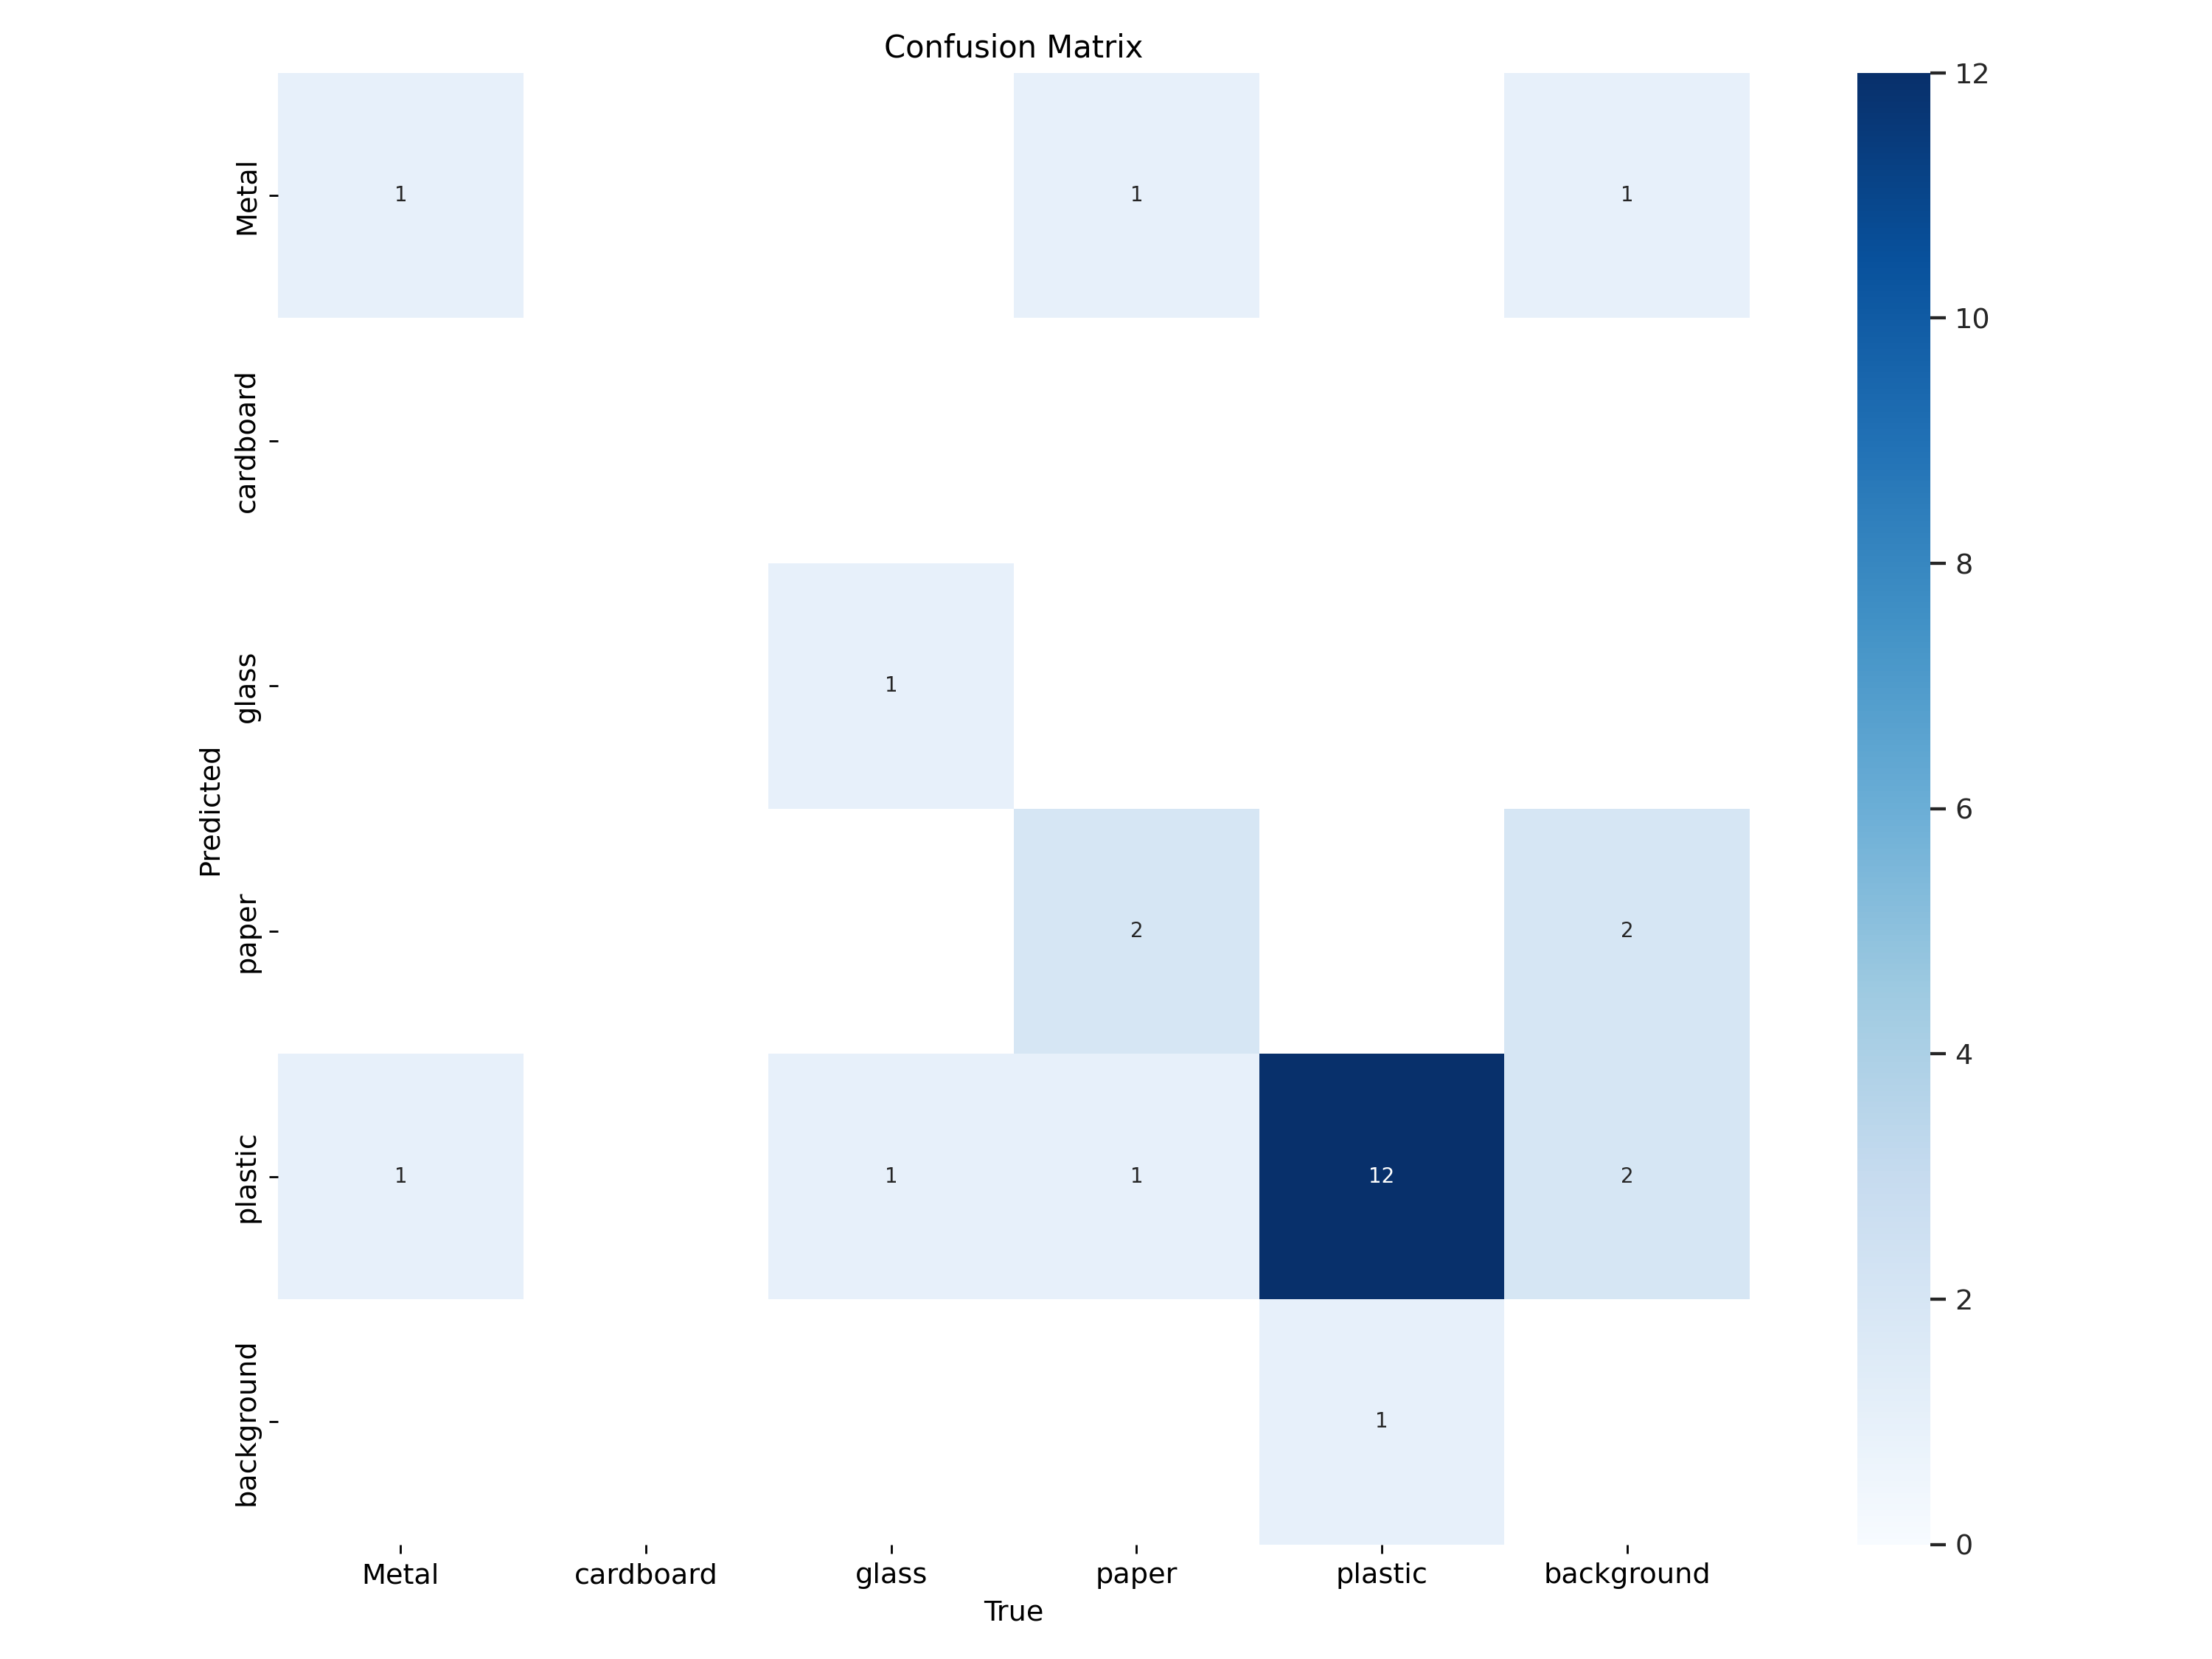 Confusion Matrix
Metal
1
1
1
cardboard
glass
1
paper
2
2
plastic
1
1
1
12
2
background
1
Metal
cardboard
glass
paper
plastic
background
True
Predicted
12
10
8
6
4
2
0